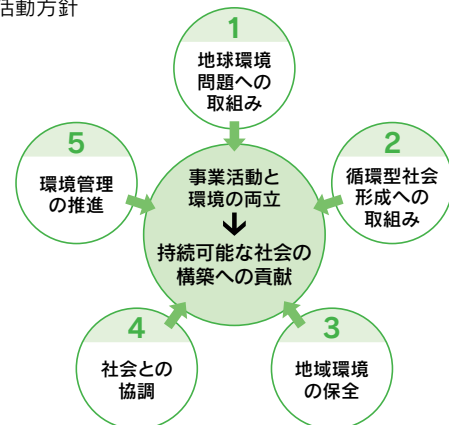 活動方針
1
地球環境
問題への
取組み
2
循環型社会
形成への
取組み
3
地域環境
の保全
4
社会との
協調
5
環境管理
の推進
事業活動と
環境の両立
↓
持続可能な社会の
構築への貢献